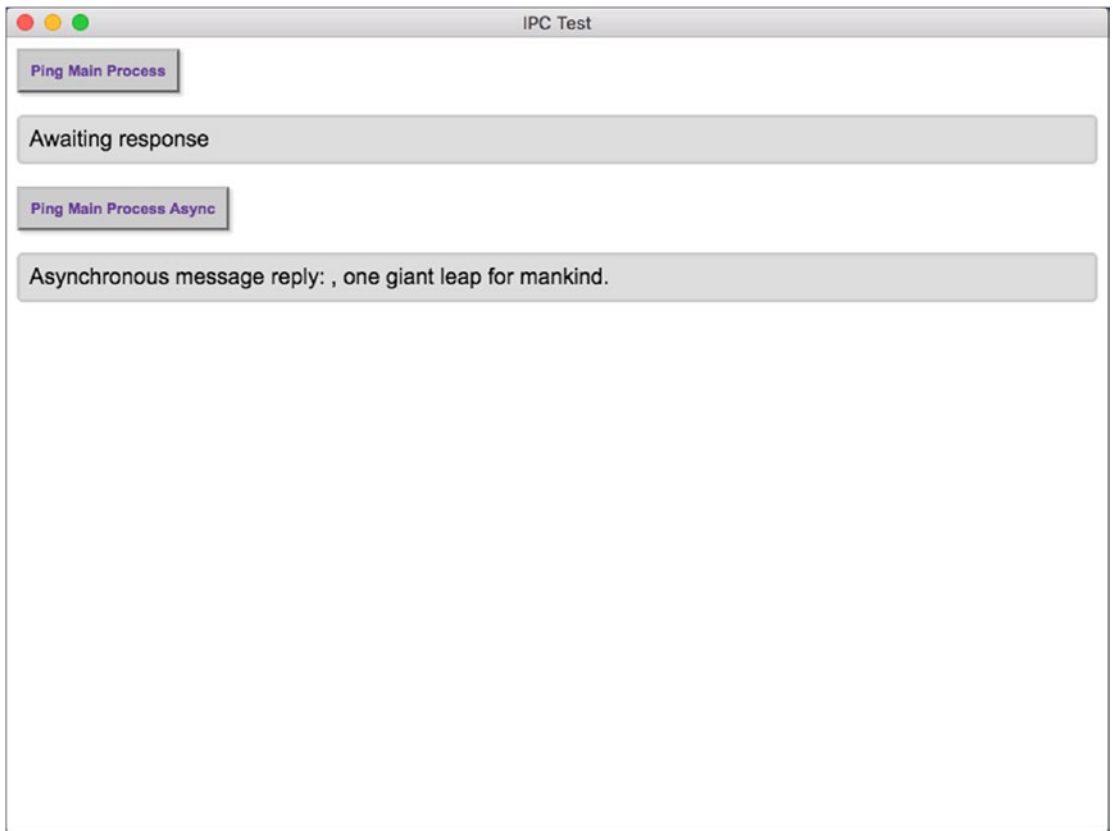 IPC Test
Ping Main Process
Awaiting response
Ping Main Process Async
Asynchronous message reply: , one giant leap for mankind.